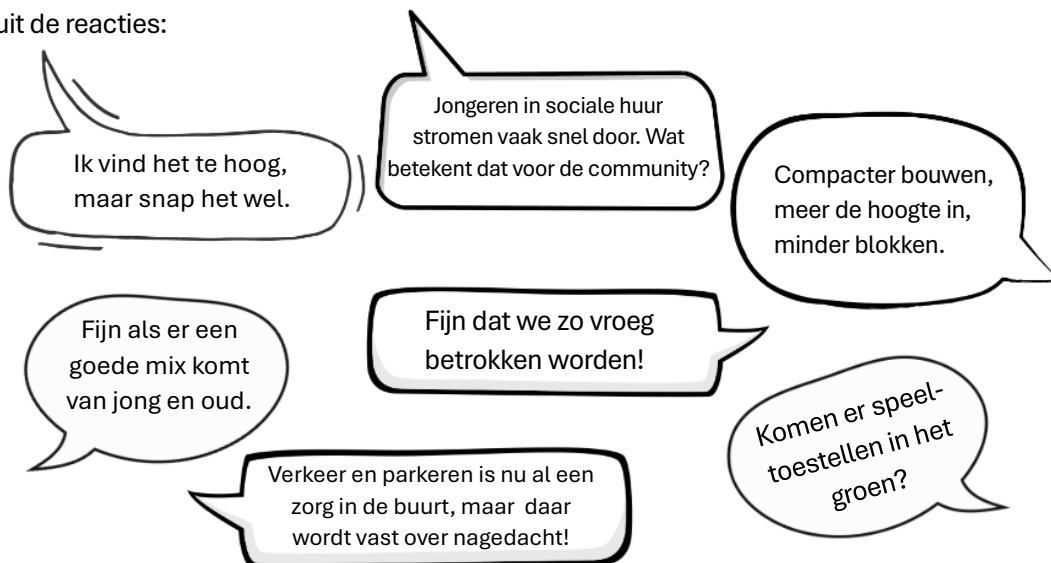 uit de reacties:
Ik vind het te hoog,
maar snap het wel.
Jongeren in sociale huur
stromen vaak snel door. Wat
betekent dat voor de community?
Compacter bouwen,
meer de hoogte in,
minder blokken.
Fijn als er een
goede mix komt
van jong en oud.
Fijn dat we zo vroeg
betrokken worden!
Komen er speel-
toestellen in het
groen?
Verkeer en parkeren is nu al een
zorg in de buurt, maar daar
wordt vast over nagedacht!